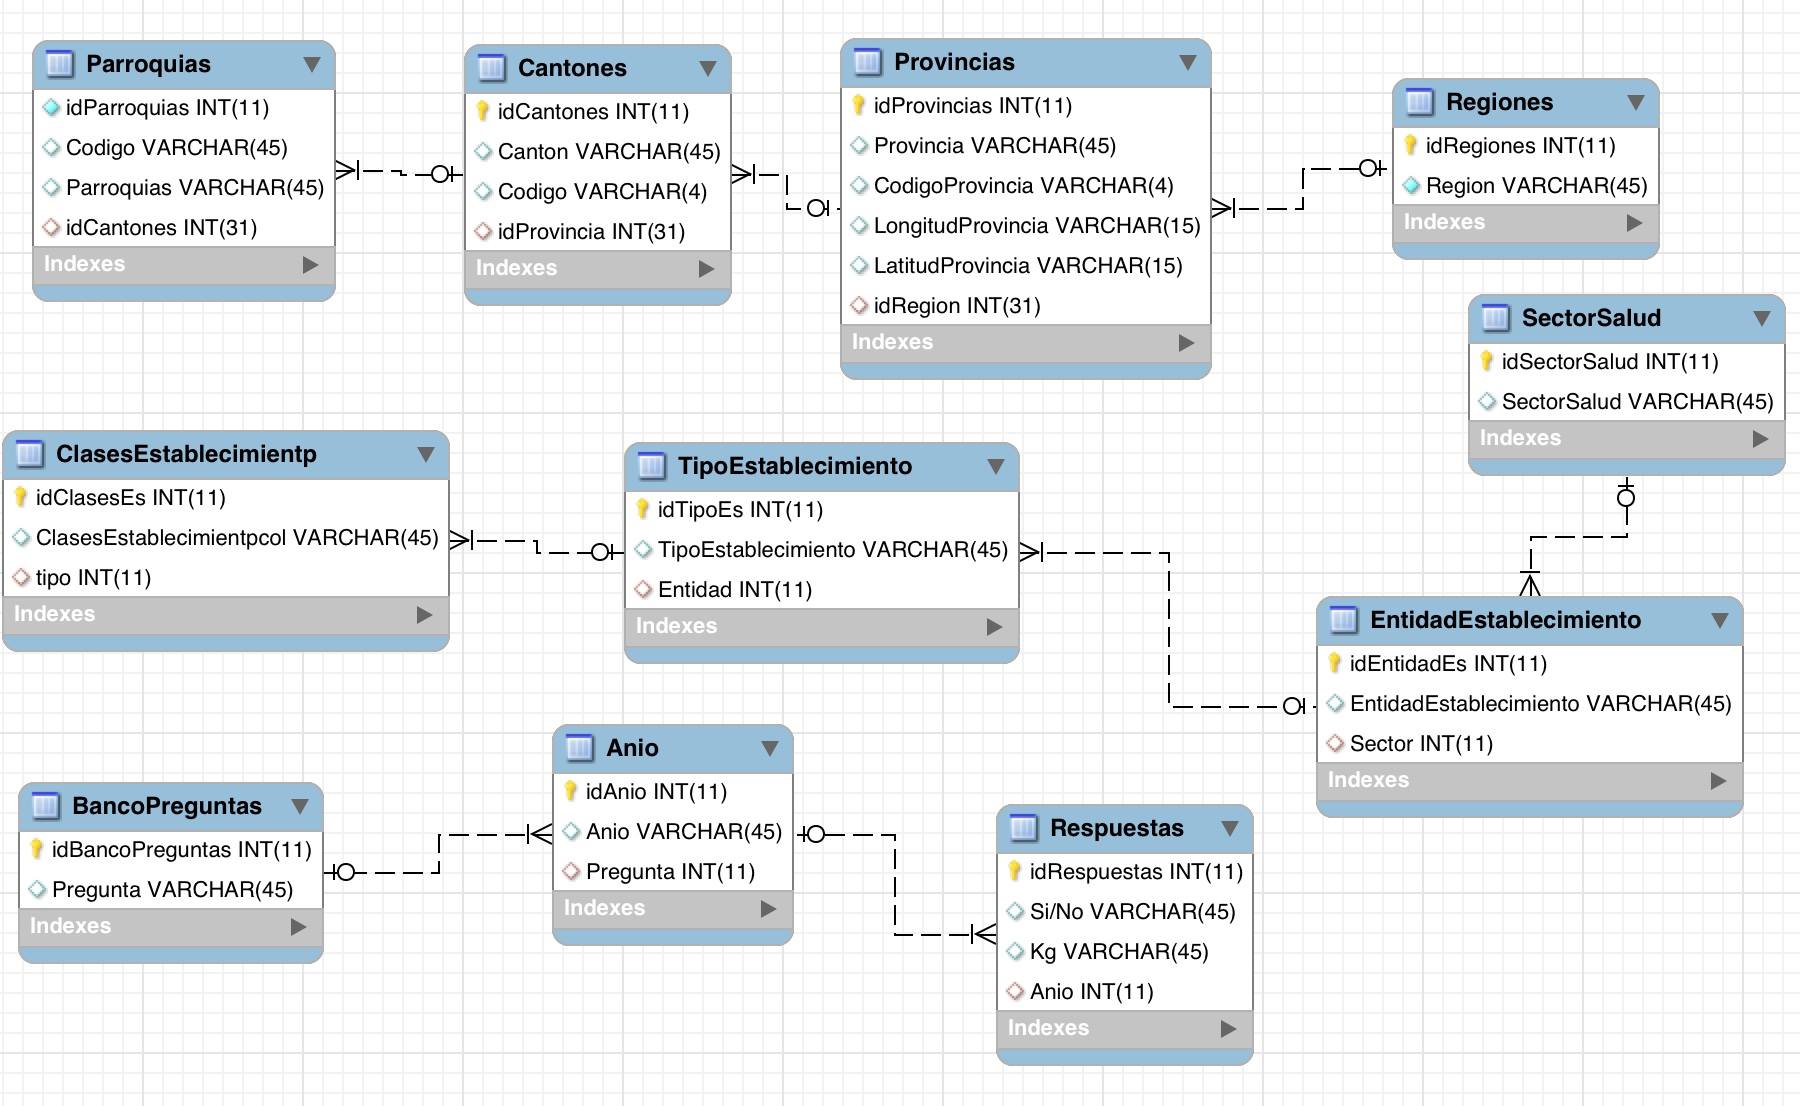 Parroquias
idParroquias INT(11)
Codigo VARCHAR(45)
Parroquias VARCHAR(45)
idCantones INT(31)
Indexes
Cantones
idCantones INT(11)
Canton VARCHAR(45)
Codigo VARCHAR(4)
idProvincia INT(31)
Indexes
Provincias
idProvincias INT(11)
Provincia VARCHAR(45)
CodigoProvincia VARCHAR(4)
LongitudProvincia VARCHAR(15)
LatitudProvincia VARCHAR(15)
idRegion INT(31)
Indexes
Regiones
idRegiones INT(11)
Region VARCHAR(45)
Indexes
SectorSalud
idSectorSalud INT(11)
SectorSalud VARCHAR(45)
Indexes
ClasesEstablecimientp
idClasesEs INT(11)
ClasesEstablecimientpcol VARCHAR(45)
tipo INT(11)
Indexes
TipoEstablecimiento
idTipoEs INT(11)
TipoEstablecimiento VARCHAR(45)
Entidad INT(11)
Indexes
EntidadEstablecimiento
idEntidadEs INT(11)
EntidadEstablecimiento VARCHAR(45)
Sector INT(11)
Indexes
BancoPreguntas
idBancoPreguntas INT(11)
Pregunta VARCHAR(45)
Indexes
Anio
idAnio INT(11)
Anio VARCHAR(45)
Pregunta INT(11)
Indexes
Respuestas
idRespuestas INT(11)
Si/No VARCHAR(45)
Kg VARCHAR(45)
Anio INT(11)
Indexes